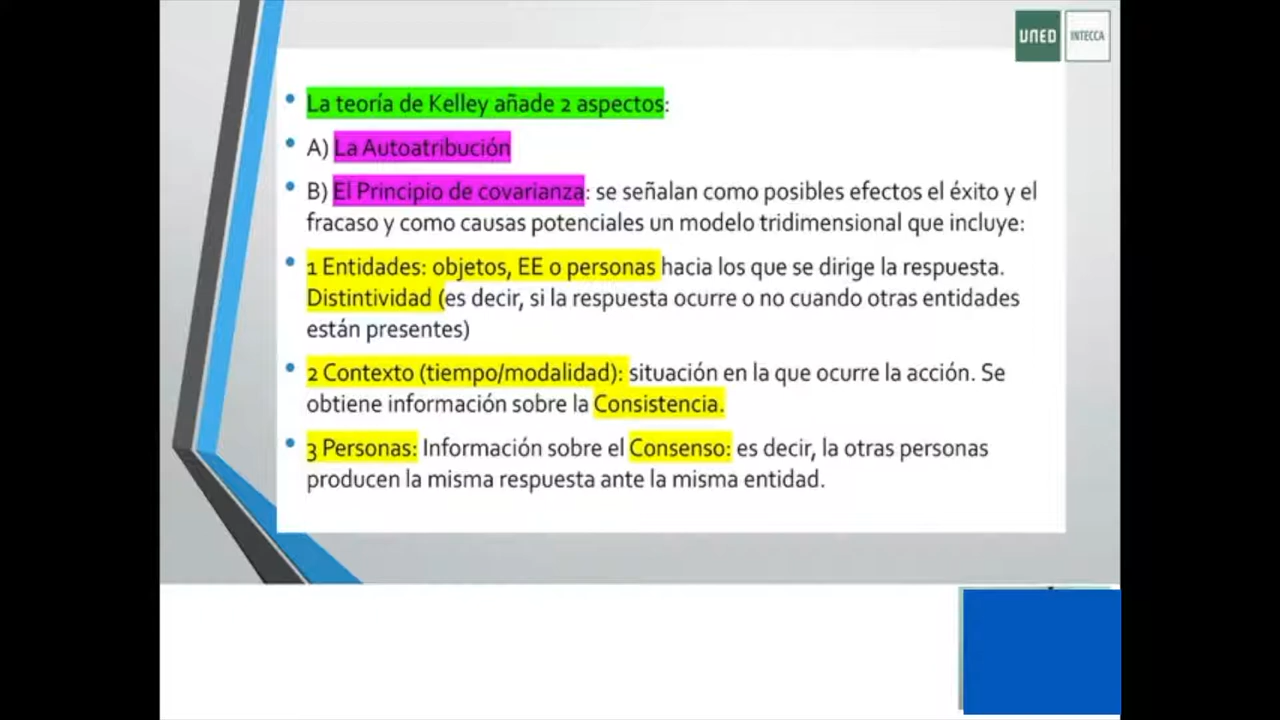 UNED INTECCA
• La teoría de Kelley añade 2 aspectos:
• A) La Autoatribución
• B) El Principio de covarianza: se señalan como posibles efectos el éxito y el
fracaso y como causas potenciales un modelo tridimensional que incluye:
• 1 Entidades: objetos, EE o personas hacia los que se dirige la respuesta.
Distintividad (es decir, si la respuesta ocurre o no cuando otras entidades
están presentes)
• 2 Contexto (tiempo/modalidad): situación en la que ocurre la acción. Se
obtiene información sobre la Consistencia.
• 3 Personas: Información sobre el Consenso: es decir, la otras personas
producen la misma respuesta ante la misma entidad.